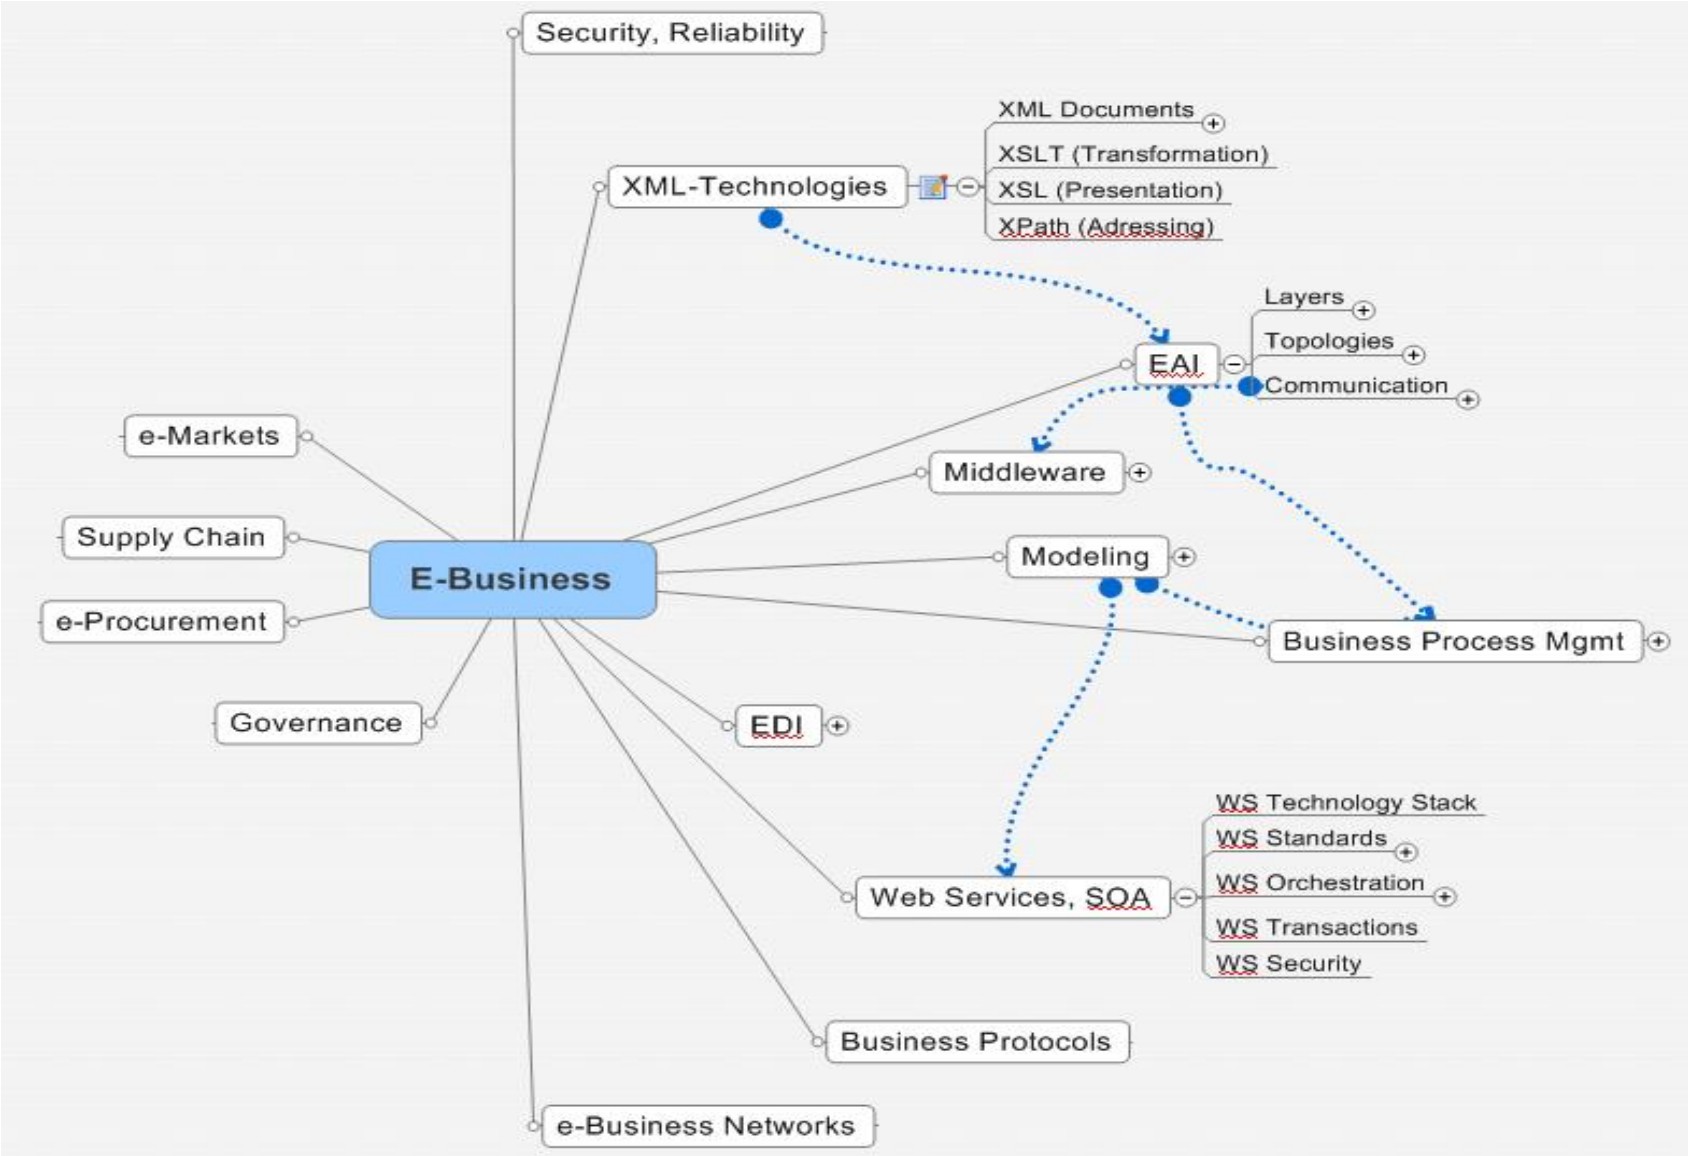 Security, Reliability
XML-Technologies
XML Documents
XSLT (Transformation)
XSL (Presentation)
XPath (Adressing)
EAI
Layers
Topologies
Communication
Middleware
Modeling
Business Process Mgmt
e-Markets
Supply Chain
E-Business
e-Procurement
Governance
EDI
Web Services, SOA
WS Technology Stack
WS Standards
WS Orchestration
WS Transactions
WS Security
Business Protocols
e-Business Networks